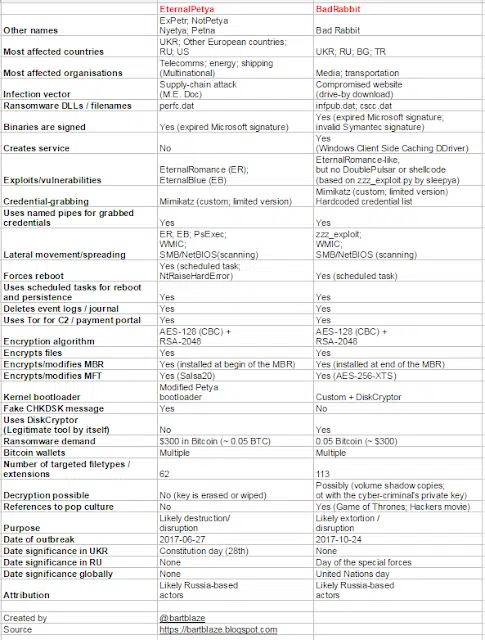 EternalPetya BadRabbit
ExPetr; NotPetya
Other names Nyetya; Petna Bad Rabbit
UKR; Other European countries;
Most affected countries RU; US UKR; RU; BG; TR
Telecomms; energy; shipping
Most affected organisations (Multinational) Media; transportation
Supply-chain attack Compromised website
Infection vector (M.E. Doc) (drive-by download)
Ransomware DLLs / filenames perfc.dat infpub.dat; cscc.dat
Yes (expired Microsoft signature;
Binaries are signed Yes (expired Microsoft signature) invalid Symantec signature)
Yes
Creates service No (Windows Client Side Caching DDriver)
EternalRomance-like,
EternalRomance (ER); but no DoublePulsar or shellcode
Exploits/vulnerabilities EternalBlue (EB) (based on zzz_exploit.py by sleepya)
Mimikatz (custom; limited version)
Credential-grabbing Mimikatz (custom; limited version) Hardcoded credential list
Uses named pipes for grabbed
credentials Yes Yes
ER; EB; PsExec; zzz_exploit;
WMIC; WMIC;
Lateral movement/spreading SMB/NetBIOS(scanning) SMB/NetBIOS (scanning)
Yes (scheduled task;
Forces reboot NtRaiseHardError) Yes (scheduled task)
Uses scheduled tasks for reboot
and persistence Yes Yes
Deletes event logs / journal Yes Yes
Uses Tor for C2 / payment portal Yes Yes
AES-128 (CBC) + AES-128 (CBC) +
Encryption algorithm RSA-2048 RSA-2048
Encrypts files Yes Yes
Encrypts/modifies MBR Yes (installed at begin of the MBR) Yes (installed at end of the MBR)
Encrypts/modifies MFT Yes (Salsa20) Yes (AES-256-XTS)
Modified Petya
Kernel bootloader bootloader Custom + DiskCryptor
Fake CHKDSK message Yes No
Uses DiskCryptor
(Legitimate tool by itself) No Yes
Ransomware demand $300 in Bitcoin (~ 0.05 BTC) 0.05 Bitcoin (~ $300)
Bitcoin wallets Multiple Multiple
Number of targeted filetypes /
extensions 62 113
Possibly (volume shadow copies;
Decryption possible No (key is erased or wiped) ot with the cyber-criminal's private key)
References to pop culture No Yes (Game of Thrones; Hackers movie)
Likely destruction/ Likely extortion /
Purpose disruption disruption
Date of outbreak 2017-06-27 2017-10-24
Date significance in UKR Constitution day (28th) None
Date significance in RU None Day of the special forces
Date significance globally None United Nations day
Likely Russia-based Likely Russia-based
Attribution actors actors
Created by @bartblaze
Source https://bartblaze.blogspot.com